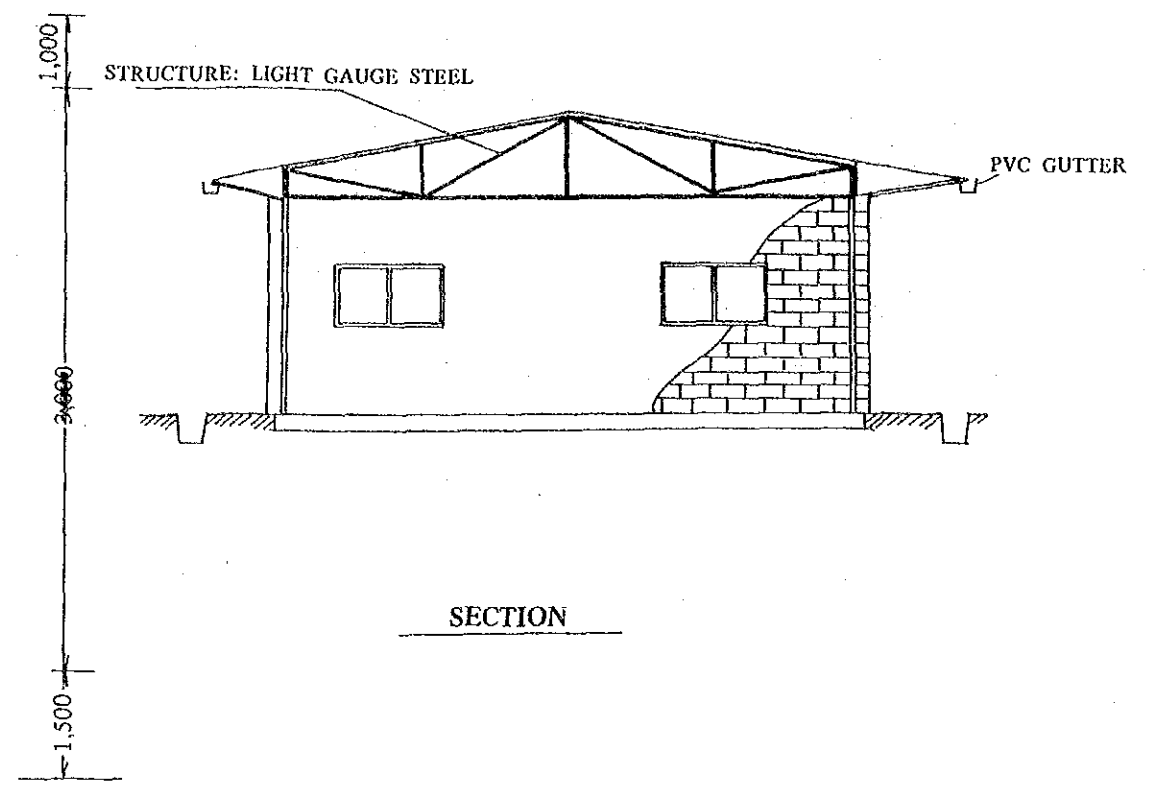 1,000
STRUCTURE: LIGHT GAUGE STEEL
PVC GUTTER
SECTION
1,500